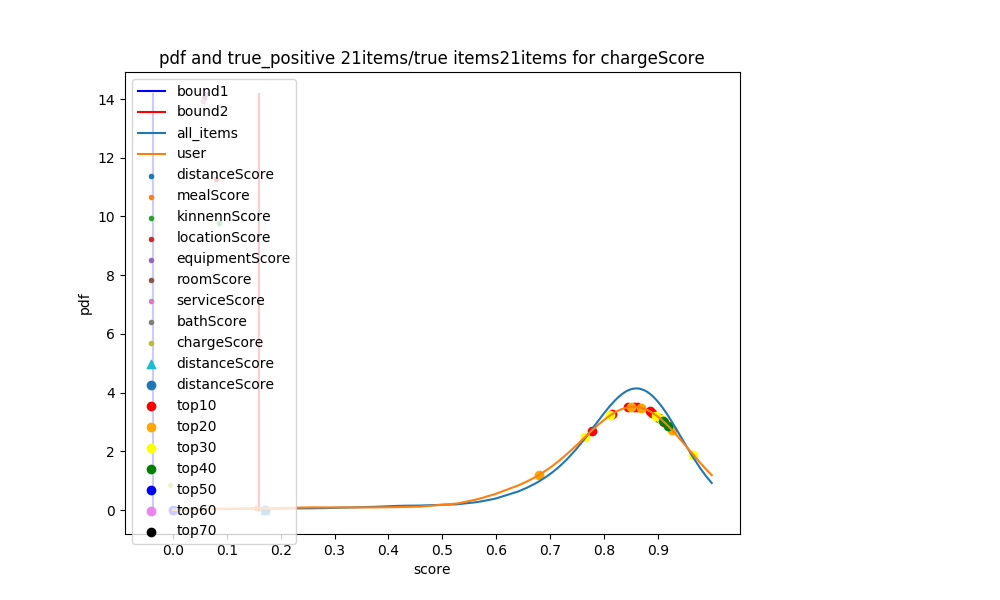 pdf and true_positive 21items/true items21items for chargeScore
14
12
10
8
6
4
2
0
pdf
bound1
bound2
all_items
user
distanceScore
mealScore
kinnennScore
locationScore
equipmentScore
roomScore
serviceScore
bathScore
chargeScore
distanceScore
distanceScore
top10
top20
top30
top40
top50
top60
top70
0.0 0.1 0.2 0.3 0.4 0.5 0.6 0.7 0.8 0.9
score